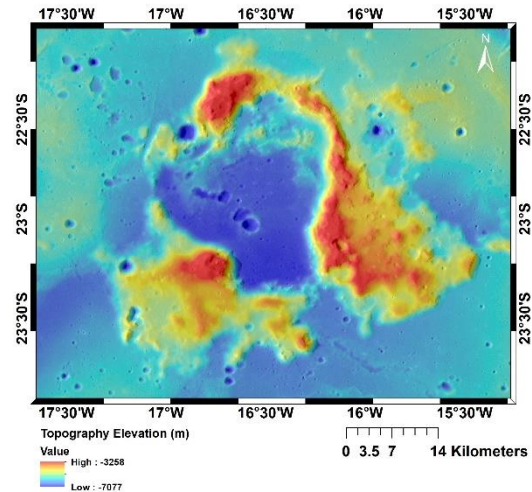 17°30'W 17°W 16°30'W 16°W 15°30'W
N
22°30'S 22°30'S
23°S 23°S
23°30'S 23°30'S
17°30'W 17°W 16°30'W 16°W 15°30'W
Topography Elevation (m)
Value
High : -3258
Low : -7077
0 3.5 7 14 Kilometers